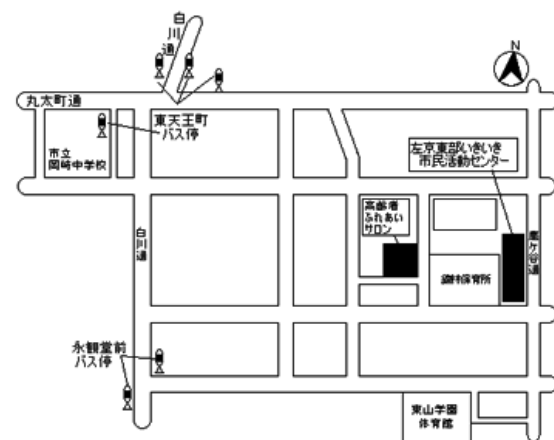 白川通
N
丸太町通
東天王町
バス停
市立
岡崎中学校
左京東部いきいき
市民活動センター
高齢者
ふれあい
サロン
白川通
鹿ケ谷通
錦林保育所
永観堂前
バス停
東山学園
体育館